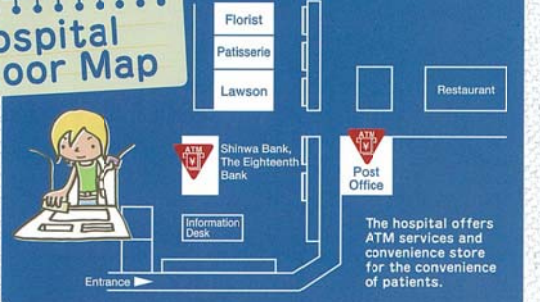 ospital
oor Map
Florist
Patisserie
Lawson
Restaurant
ATM
¥
Shinwa Bank,
The Eighteenth
Bank
ATM
¥
Post
Office
Information
Desk
The hospital offers
ATM services and
convenience store
for the convenience
of patients.
Entrance